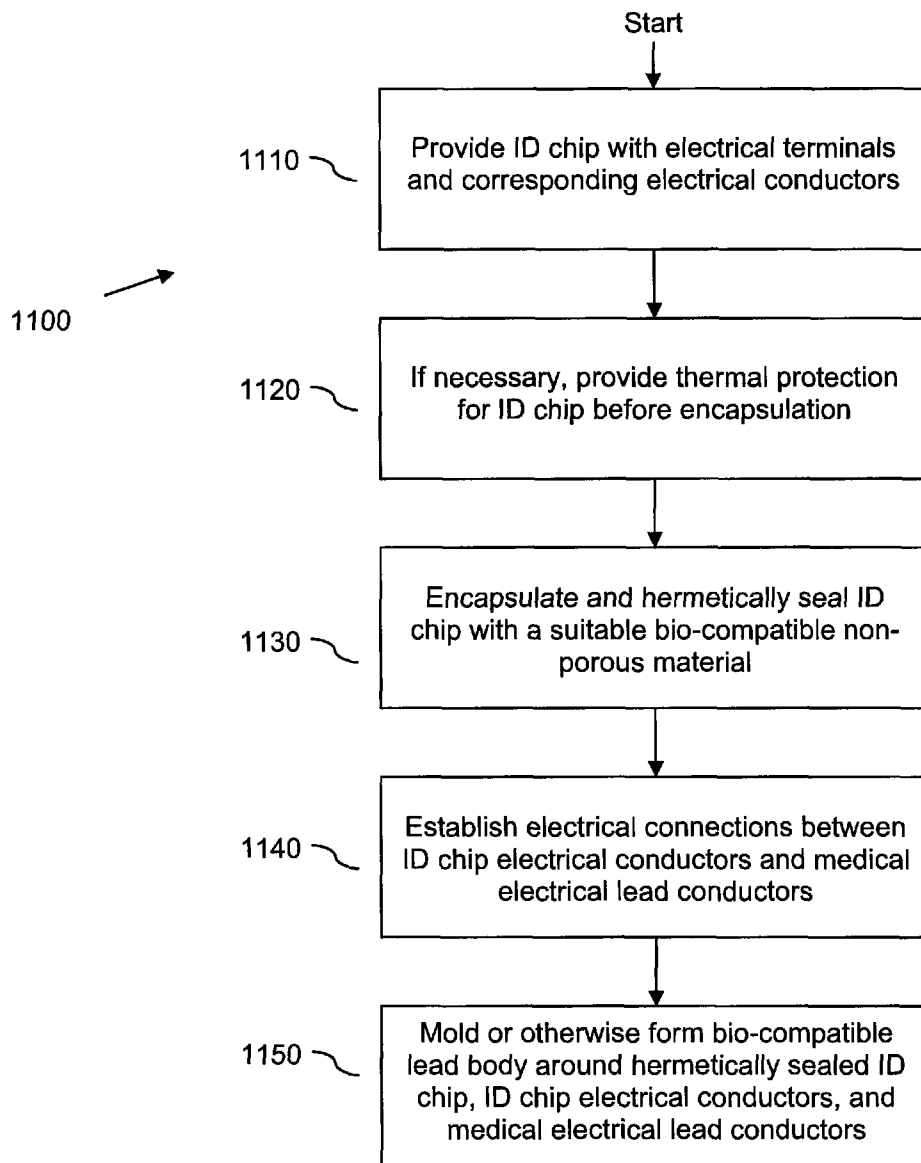 Start
1110
Provide ID chip with electrical terminals
and corresponding electrical conductors
1100
1120
If necessary, provide thermal protection
for ID chip before encapsulation
1130
Encapsulate and hermetically seal ID
chip with a suitable bio-compatible non-
porous material
1140
Establish electrical connections between
ID chip electrical conductors and medical
electrical lead conductors
1150
Mold or otherwise form bio-compatible
lead body around hermetically sealed ID
chip, ID chip electrical conductors, and
medical electrical lead conductors